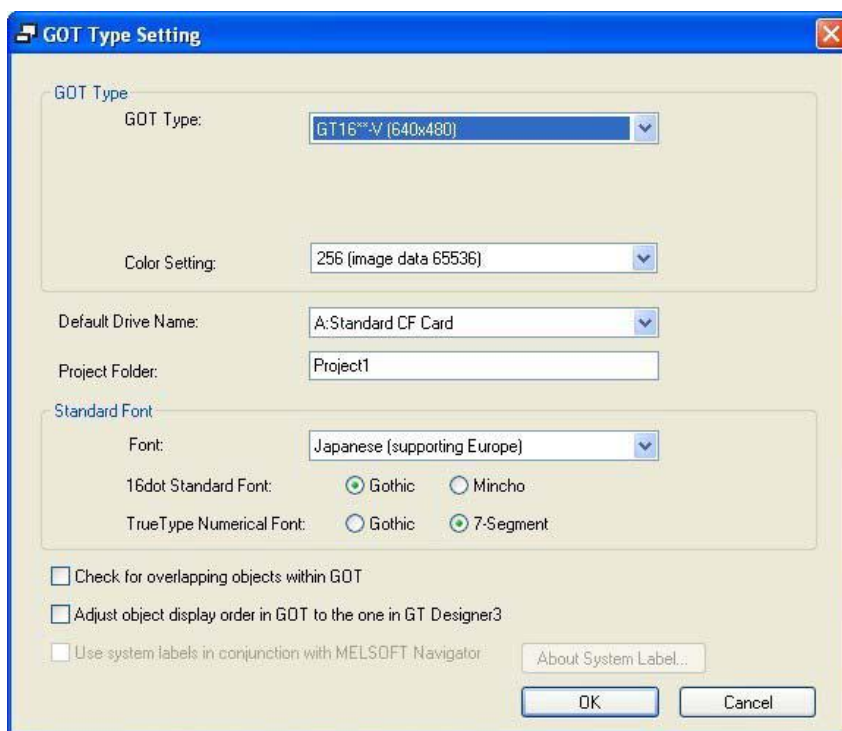 GOT Type Setting
GOT Type
GOT Type:
GT16**-V (640x480)
Color Setting:
256 (image data 65536)
Default Drive Name:
A:Standard CF Card
Project Folder:
Project1
Standard Font
Font:
Japanese (supporting Europe)
16dot Standard Font:
Gothic
Mincho
TrueType Numerical Font:
Gothic
7-Segment
Check for overlapping objects within GOT
Adjust object display order in GOT to the one in GT Designer3
Use system labels in conjunction with MELSOFT Navigator
About System Label...
OK
Cancel